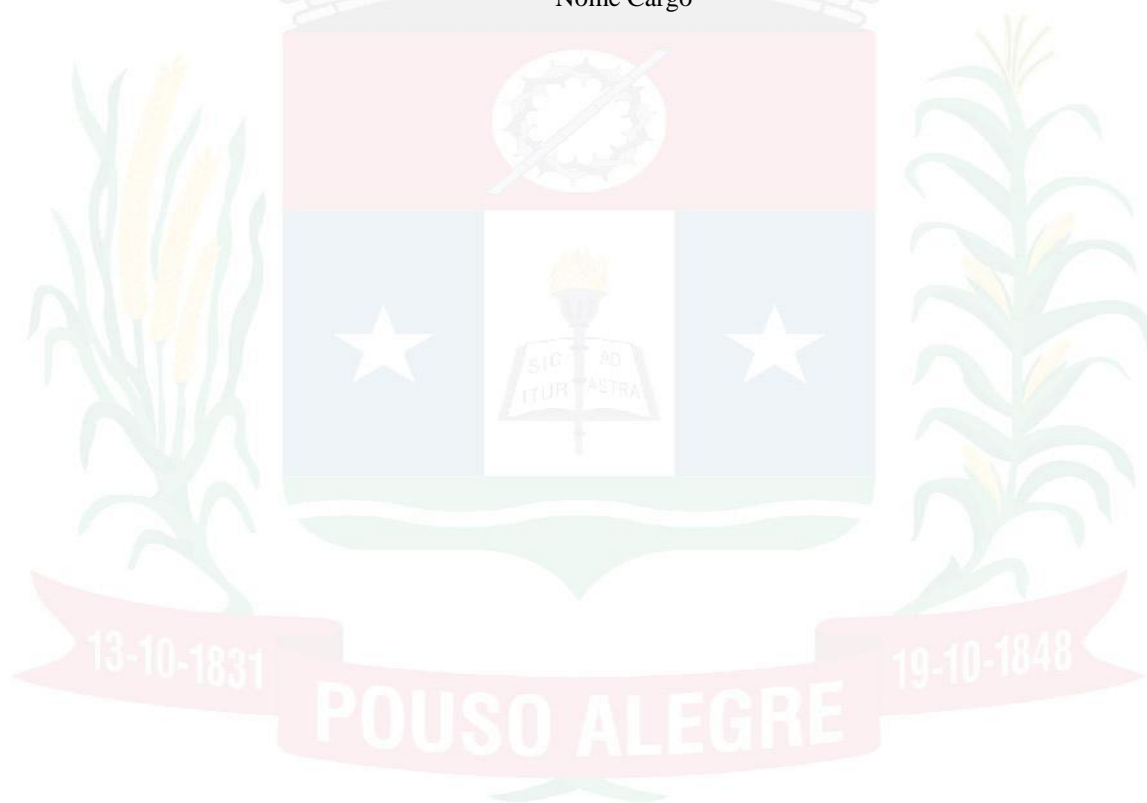 Nome Cargo
SIC AD
ITUR ASTRA
13-10-1831
19-10-1848
POUSO ALEGRE